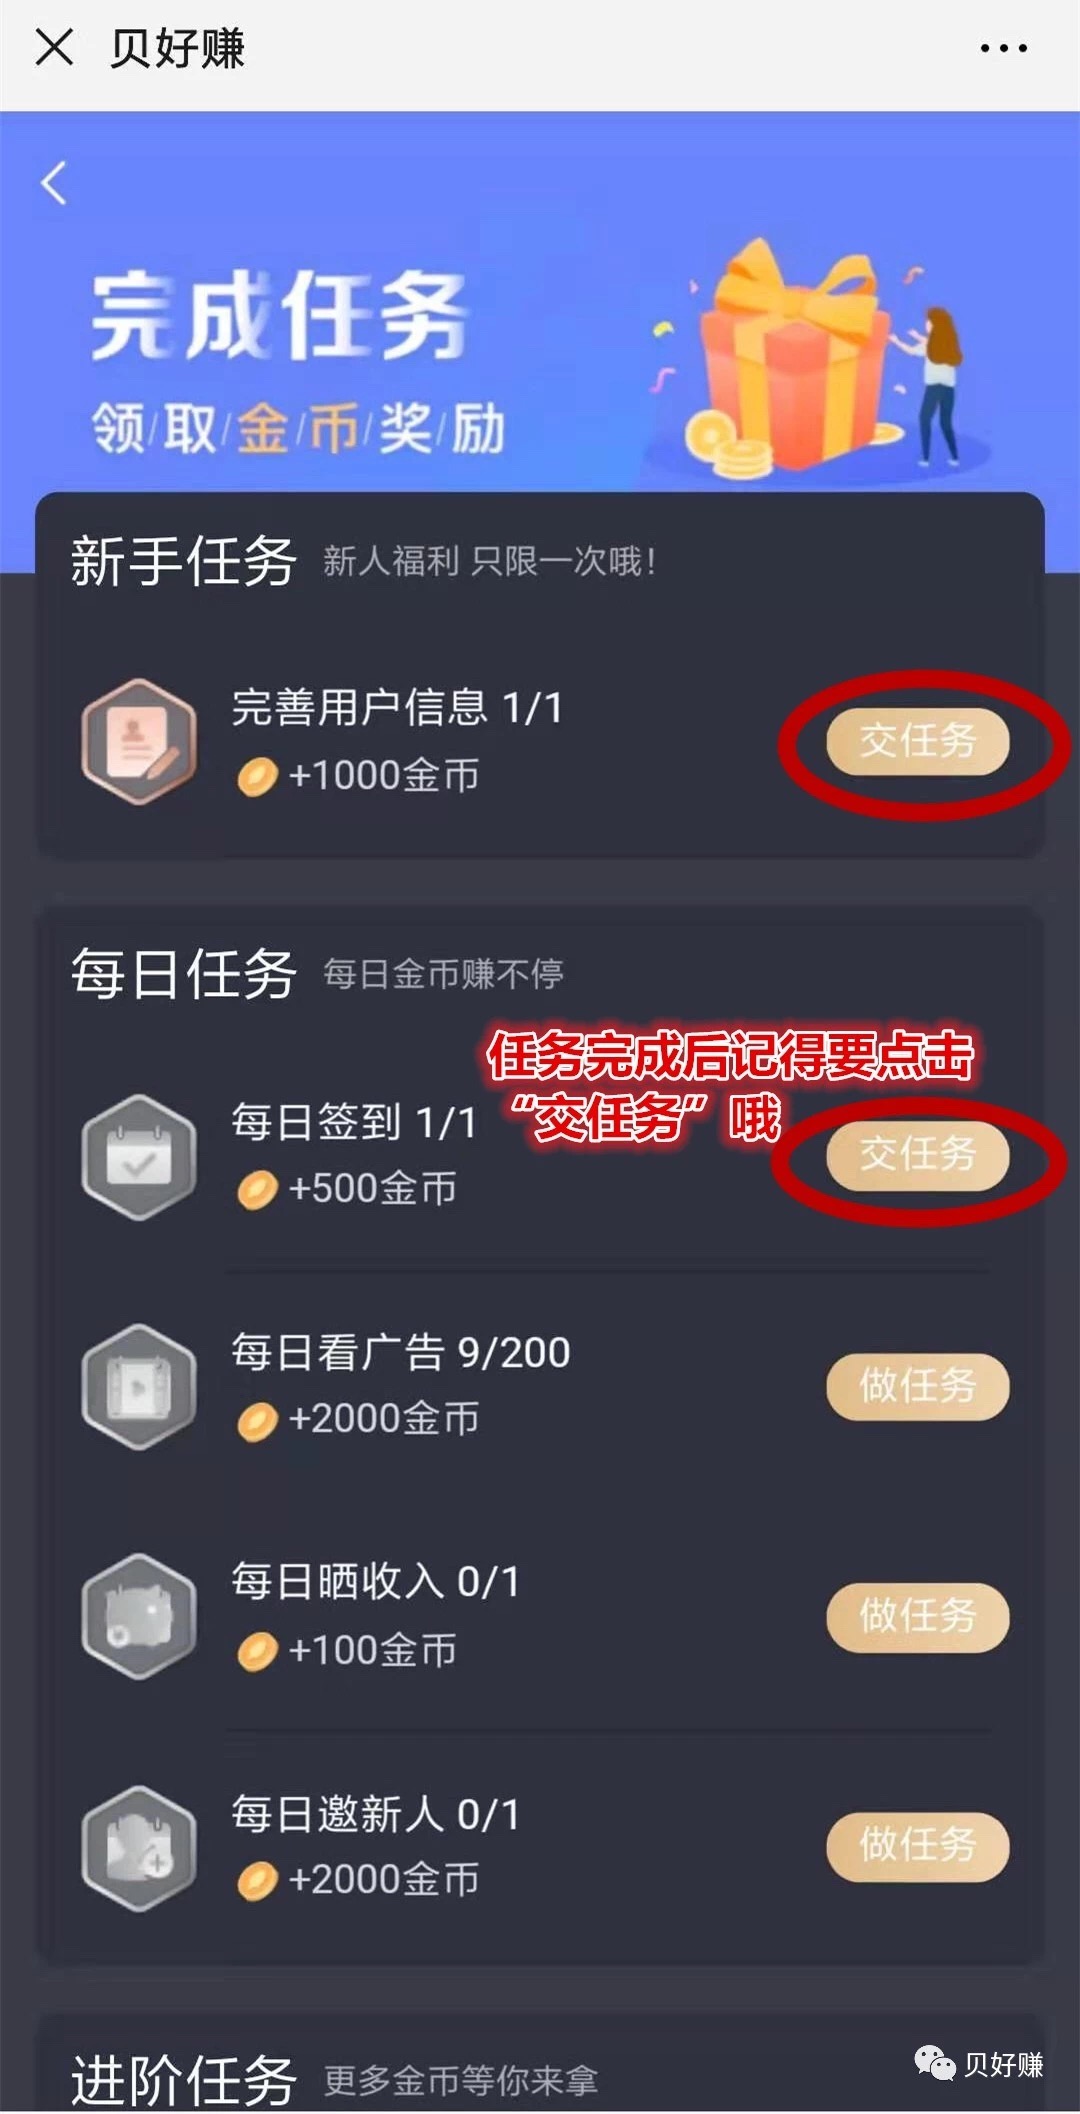 贝好赚
完成任务
领/取/金/币/奖/励
新手任务 新人福利 只限一次哦!
完善用户信息 1/1
+1000金币
交任务
每日任务 每日金币赚不停
任务完成后记得要点击
“交任务”哦
每日签到 1/1
+500金币
交任务
每日看广告 9/200
+2000金币
做任务
每日晒收入 0/1
+100金币
做任务
每日邀新人 0/1
+2000金币
做任务
进阶任务 更多金币等你来拿
贝好赚